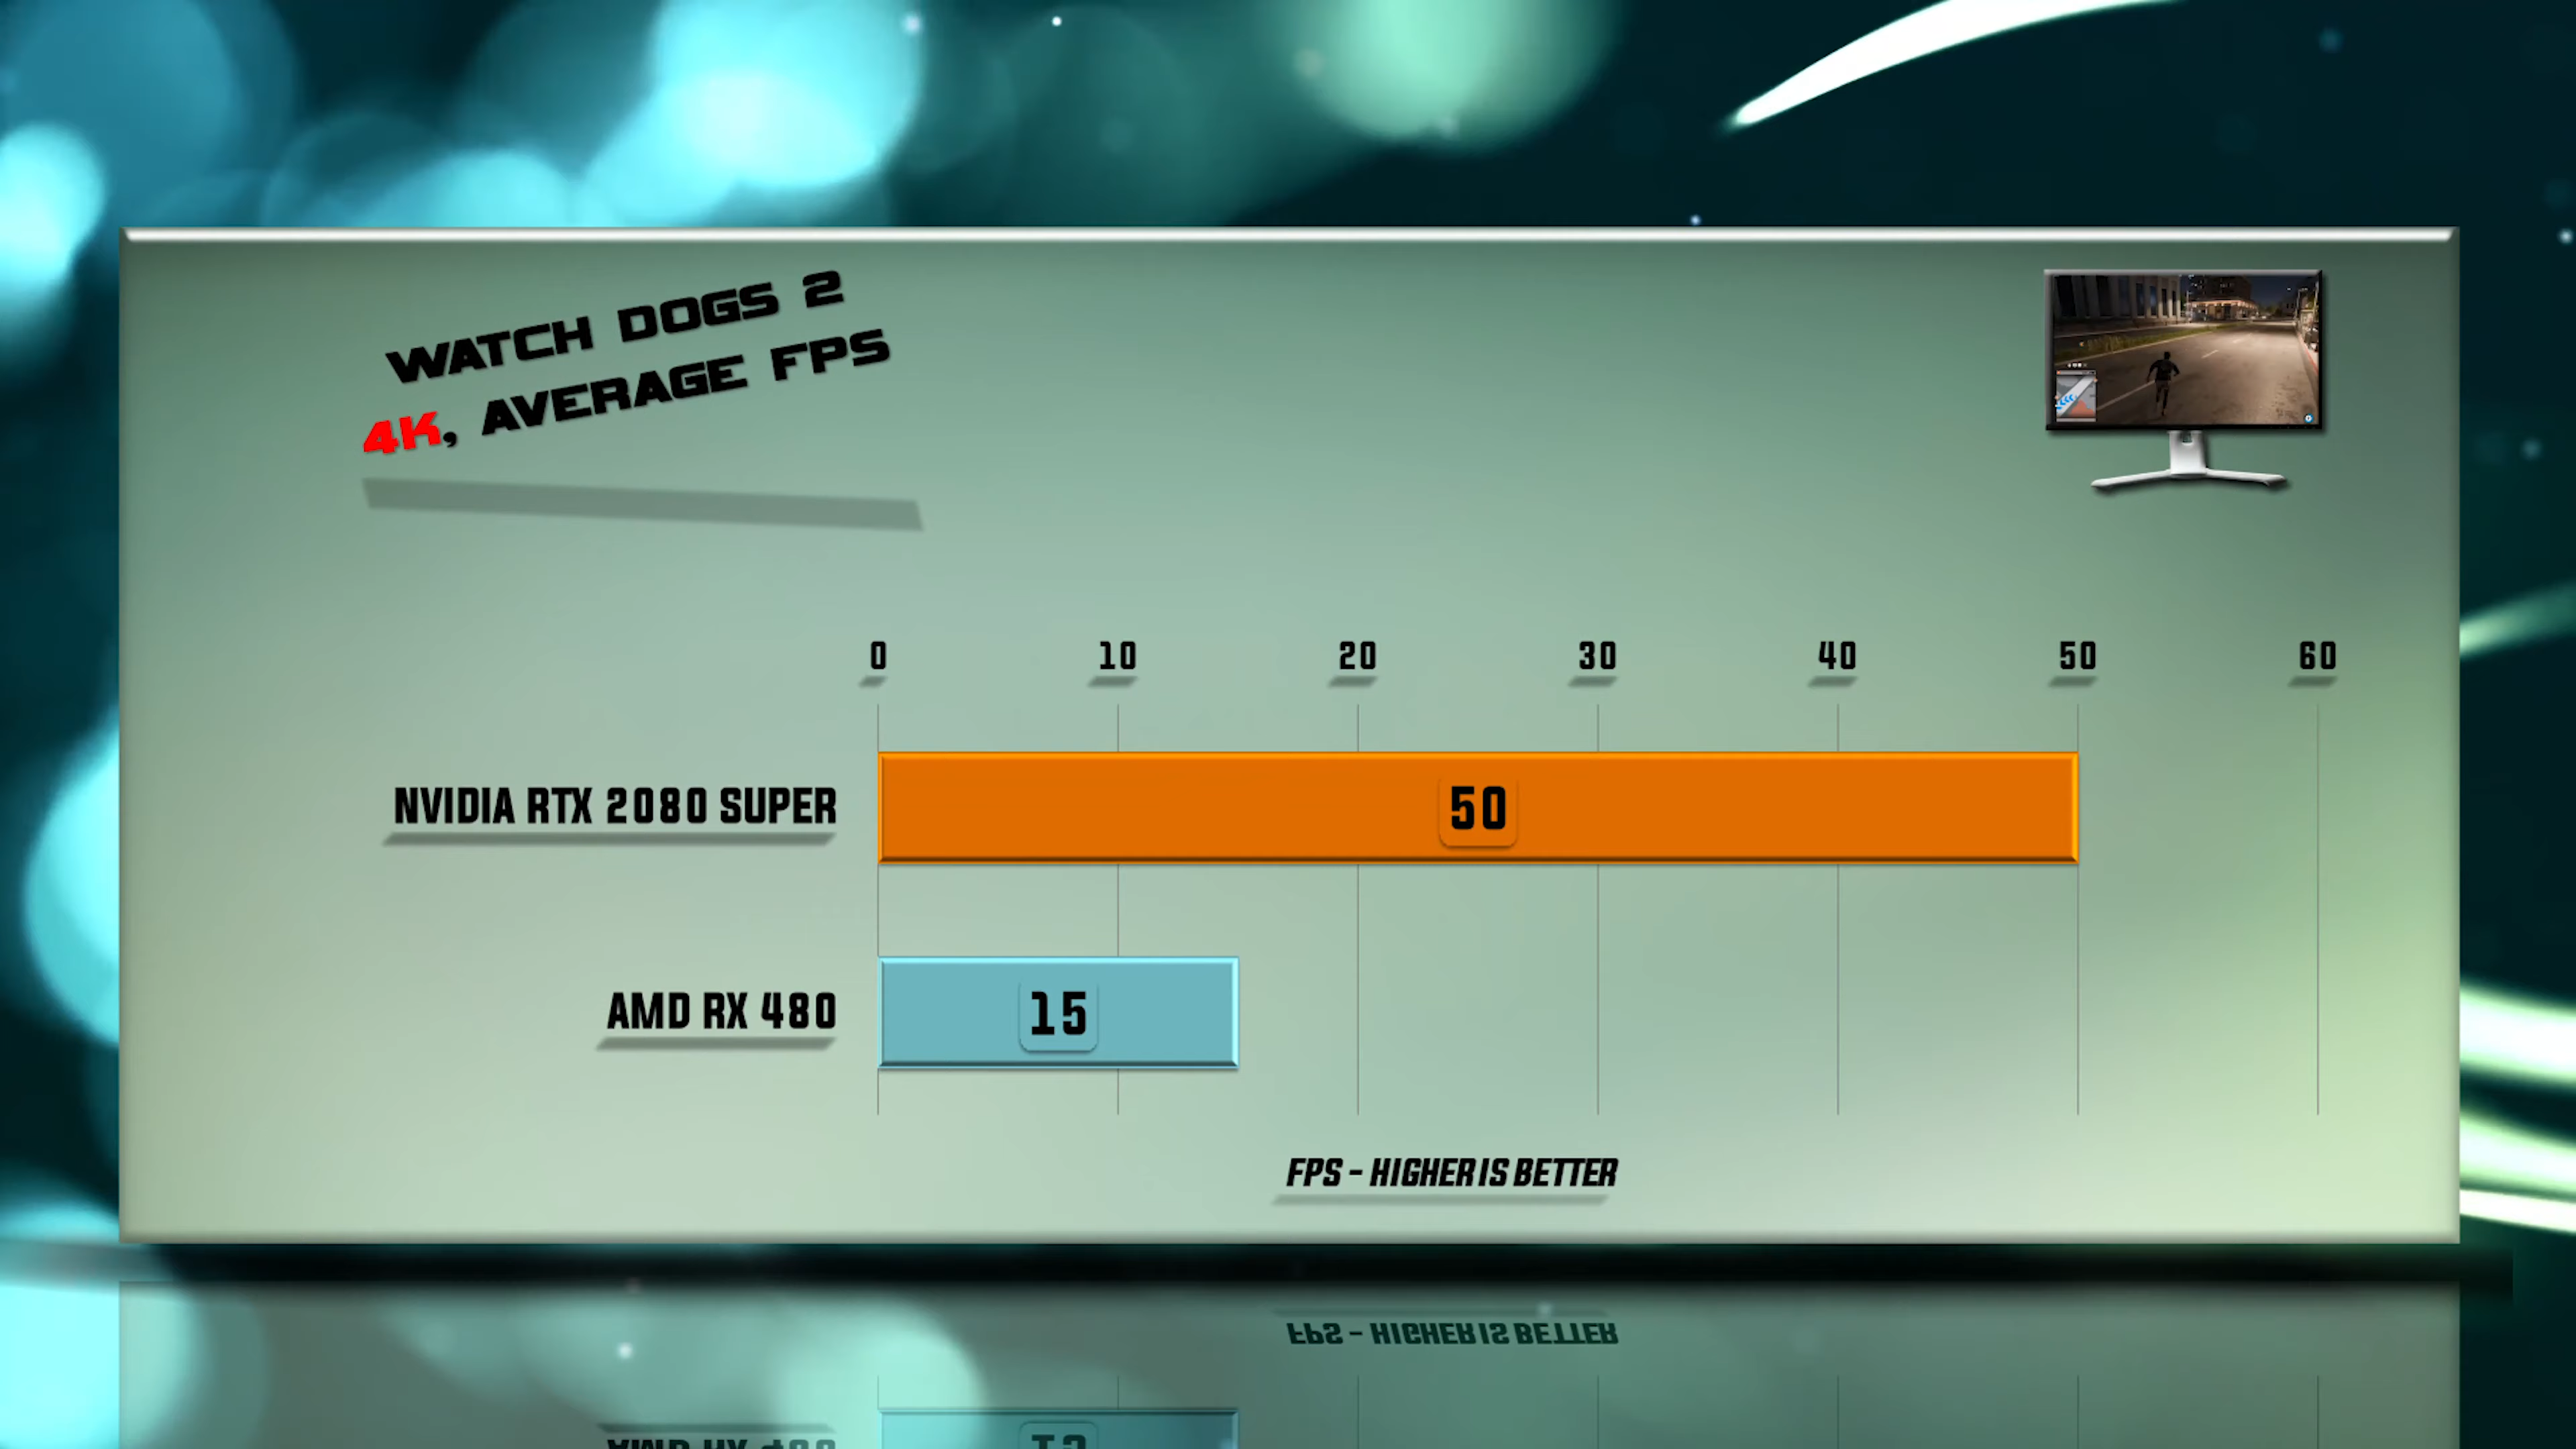 WATCH DOGS 2
4K, AVERAGE FPS
0 10 20 30 40 50 60
NVIDIA RTX 2080 SUPER 50
AMD RX 480 15
FPS - HIGHER IS BETTER